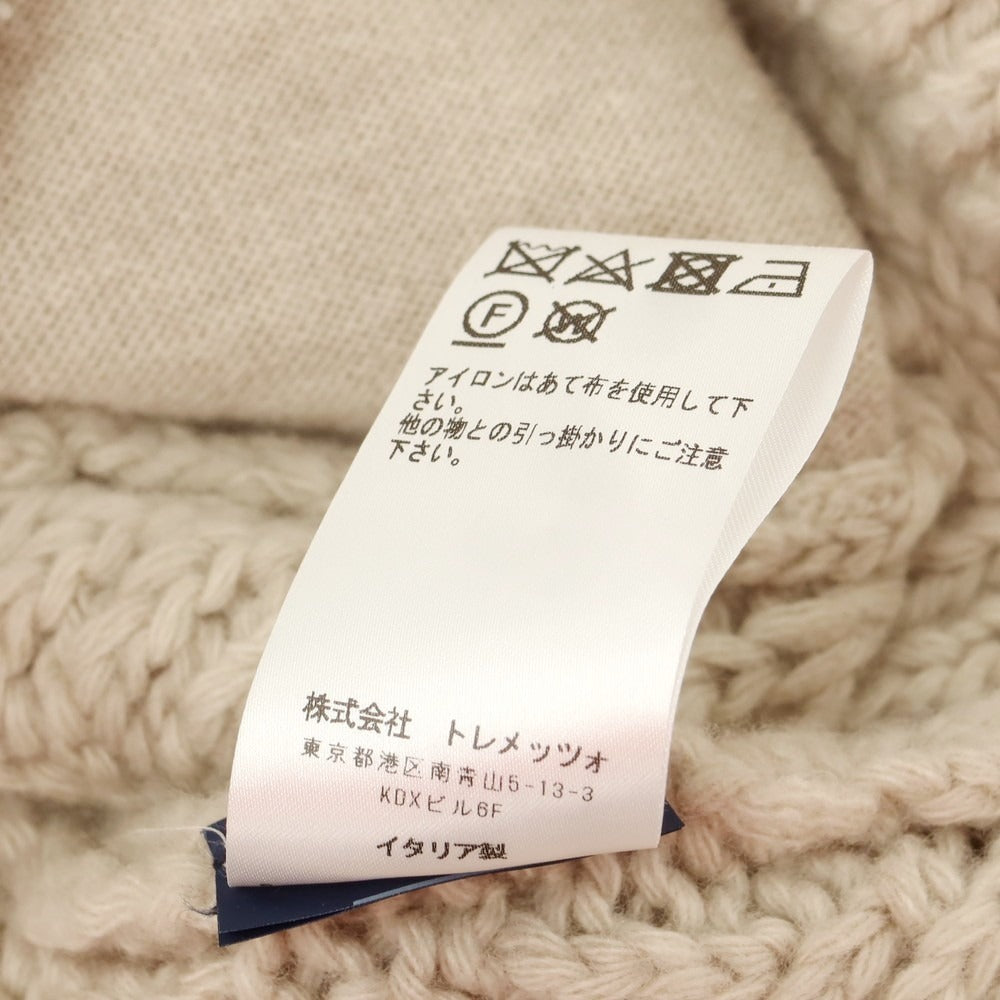 F W
アイロンはあて布を使用して下
さい。
他の物との引っ掛かりにご注意
下さい。
株式会社 トレメッツォ
東京都港区南青山5-13-3
KDXビル6F
イタリア製